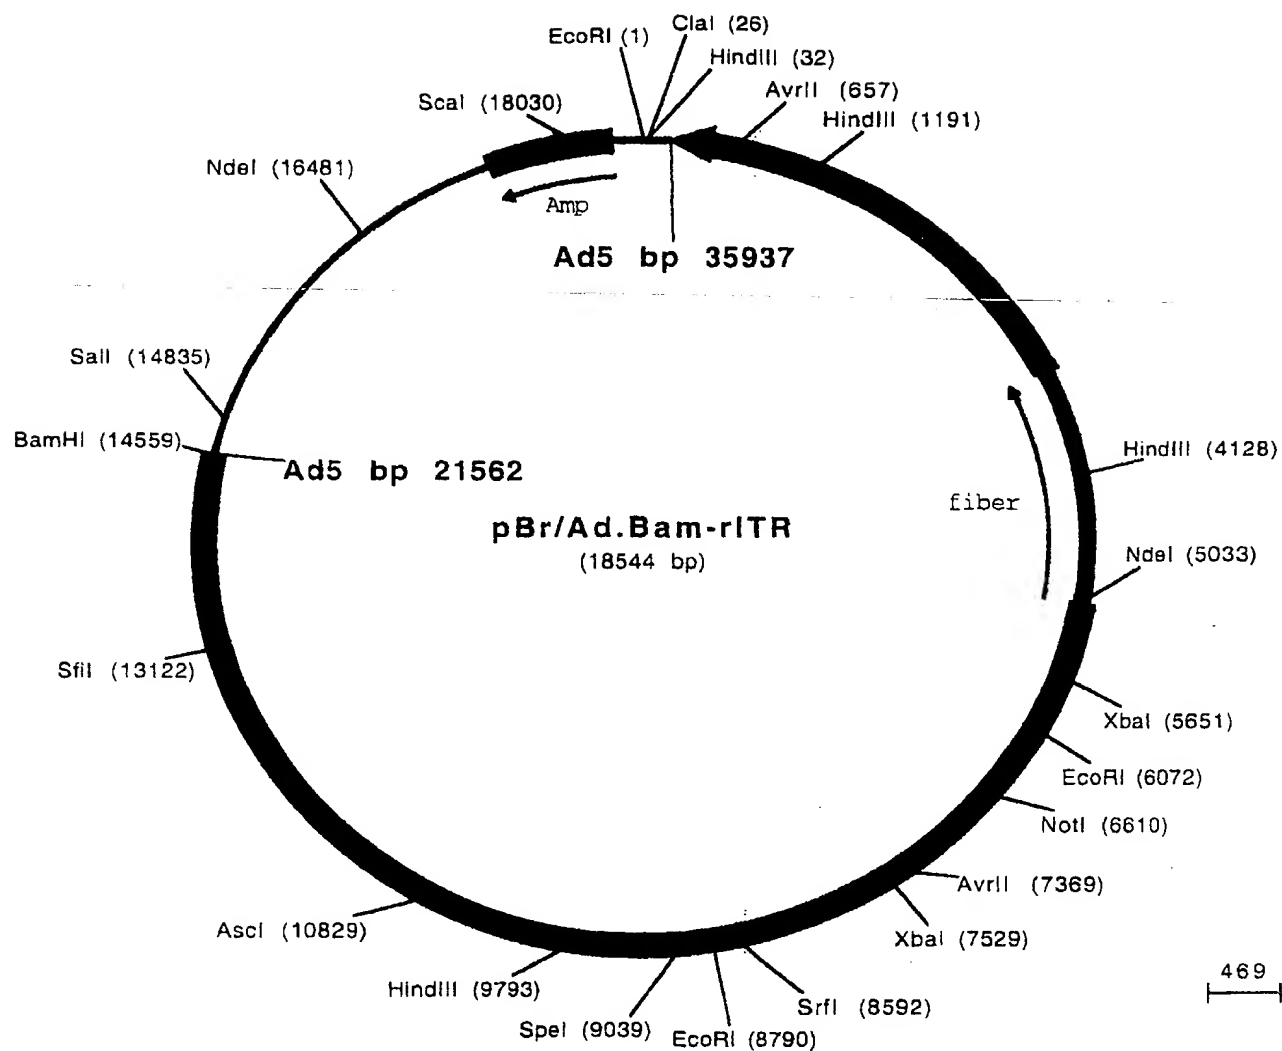 EcoRI (1)
ClaI (26)
HindIII (32)
AvrII (657)
HindIII (1191)
ScaI (18030)
NdeI (16481)
Amp
Ad5 bp 35937
SalI (14835)
BamHI (14559)
Ad5 bp 21562
HindIII (4128)
fiber
pBr/Ad.Bam-rITR
(18544 bp)
NdeI (5033)
SfiI (13122)
XbaI (5651)
EcoRI (6072)
NotI (6610)
AvrII (7369)
XbaI (7529)
AscI (10829)
HindIII (9793)
SrfI (8592)
SpeI (9039)
EcoRI (8790)
469